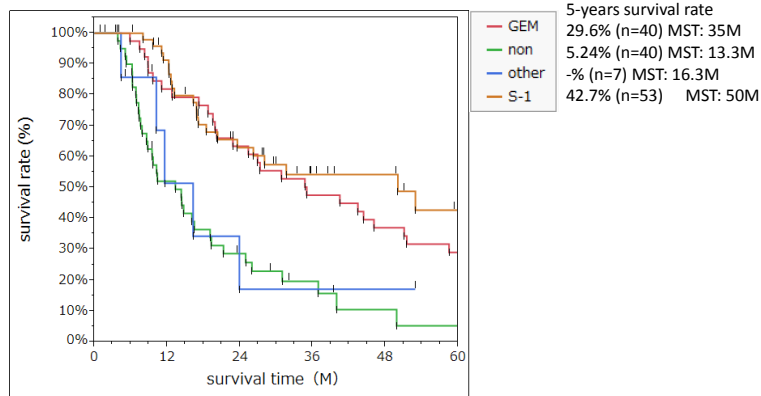 5-years survival rate
GEM 29.6% (n=40) MST: 35M
non 5.24% (n=40) MST: 13.3M
other -% (n=7) MST: 16.3M
S-1 42.7% (n=53) MST: 50M
survival rate (%)
100%
90%
80%
70%
60%
50%
40%
30%
20%
10%
0%
0 12 24 36 48 60
survival time (M)